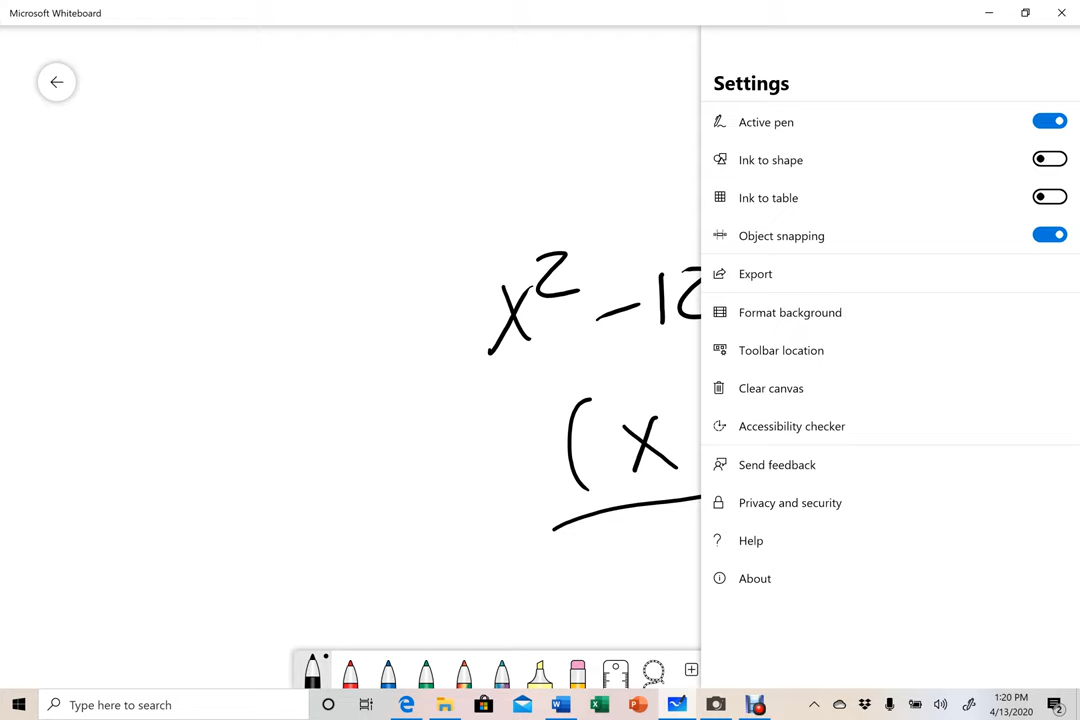 Microsoft Whiteboard
Settings
Active pen
Ink to shape
Ink to table
Object snapping
Export
Format background
Toolbar location
Clear canvas
Accessibility checker
Send feedback
Privacy and security
Help
About
x² - 1
( x
Type here to search
1:20 PM
4/13/2020
2